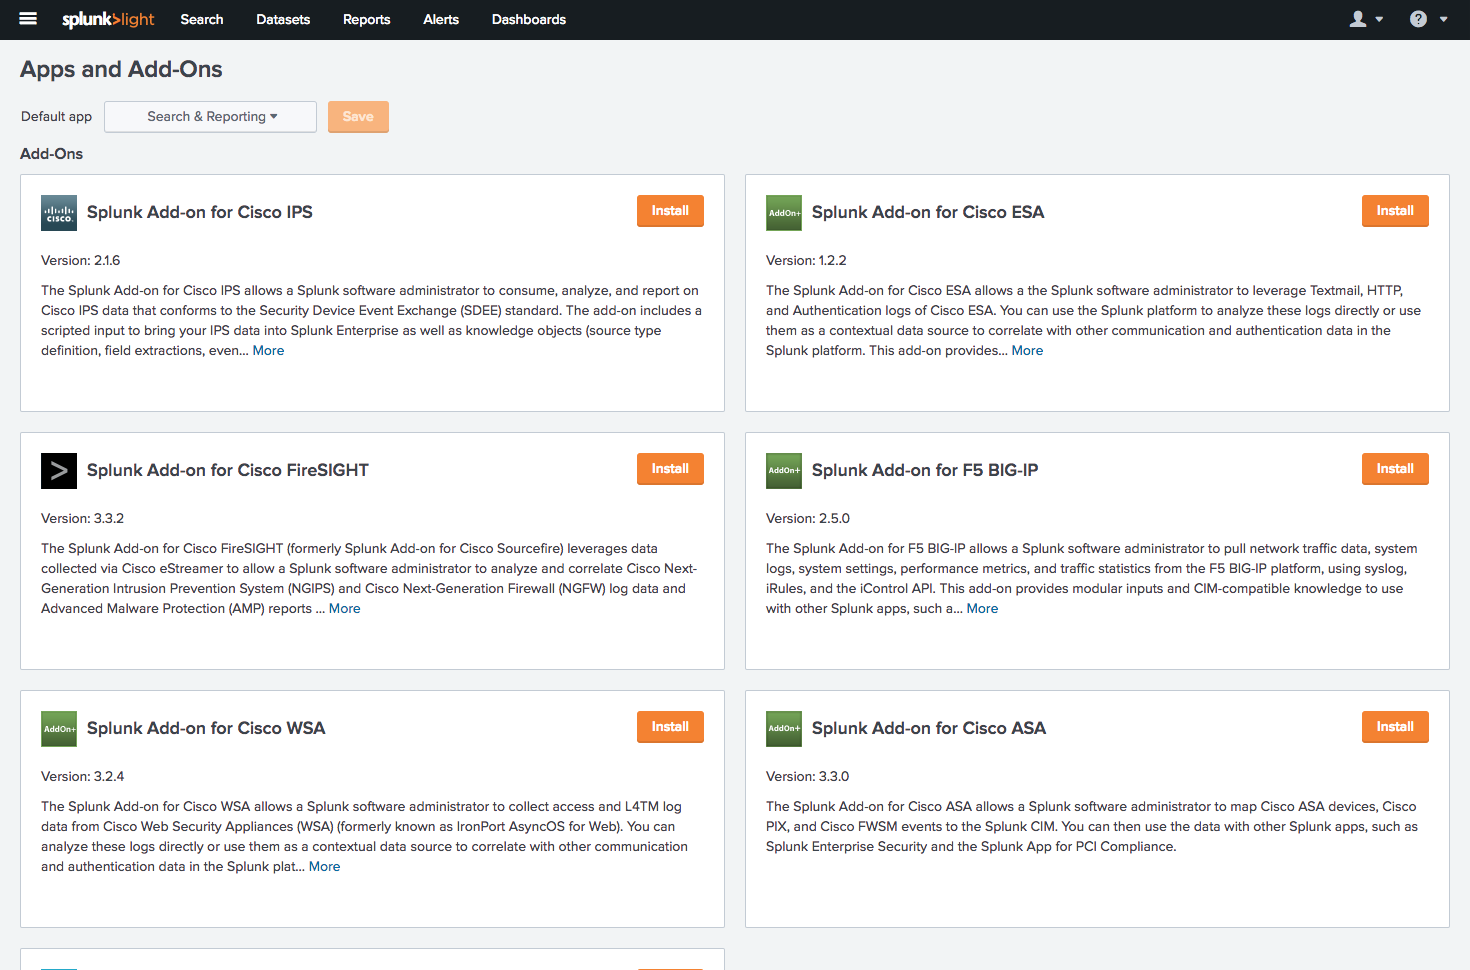 splunk>light Search Datasets Reports Alerts Dashboards ?
Apps and Add-Ons
Default app Search & Reporting Save
Add-Ons
CISCO.
Splunk Add-on for Cisco IPS
Install
Version: 2.1.6
The Splunk Add-on for Cisco IPS allows a Splunk software administrator to consume, analyze, and report on
Cisco IPS data that conforms to the Security Device Event Exchange (SDEE) standard. The add-on includes a
scripted input to bring your IPS data into Splunk Enterprise as well as knowledge objects (source type
definition, field extractions, even... More
AddOn+
Splunk Add-on for Cisco ESA
Install
Version: 1.2.2
The Splunk Add-on for Cisco ESA allows a the Splunk software administrator to leverage Textmail, HTTP,
and Authentication logs of Cisco ESA. You can use the Splunk platform to analyze these logs directly or use
them as a contextual data source to correlate with other communication and authentication data in the
Splunk platform. This add-on provides... More
>
Splunk Add-on for Cisco FireSIGHT
Install
Version: 3.3.2
The Splunk Add-on for Cisco FireSIGHT (formerly Splunk Add-on for Cisco Sourcefire) leverages data
collected via Cisco eStreamer to allow a Splunk software administrator to analyze and correlate Cisco Next-
Generation Intrusion Prevention System (NGIPS) and Cisco Next-Generation Firewall (NGFW) log data and
Advanced Malware Protection (AMP) reports ... More
AddOn+
Splunk Add-on for F5 BIG-IP
Install
Version: 2.5.0
The Splunk Add-on for F5 BIG-IP allows a Splunk software administrator to pull network traffic data, system
logs, system settings, performance metrics, and traffic statistics from the F5 BIG-IP platform, using syslog,
iRules, and the iControl API. This add-on provides modular inputs and CIM-compatible knowledge to use
with other Splunk apps, such a... More
AddOn+
Splunk Add-on for Cisco WSA
Install
Version: 3.2.4
The Splunk Add-on for Cisco WSA allows a Splunk software administrator to collect access and L4TM log
data from Cisco Web Security Appliances (WSA) (formerly known as IronPort AsyncOS for Web). You can
analyze these logs directly or use them as a contextual data source to correlate with other communication
and authentication data in the Splunk plat... More
AddOn+
Splunk Add-on for Cisco ASA
Install
Version: 3.3.0
The Splunk Add-on for Cisco ASA allows a Splunk software administrator to map Cisco ASA devices, Cisco
PIX, and Cisco FWSM events to the Splunk CIM. You can then use the data with other Splunk apps, such as
Splunk Enterprise Security and the Splunk App for PCI Compliance.